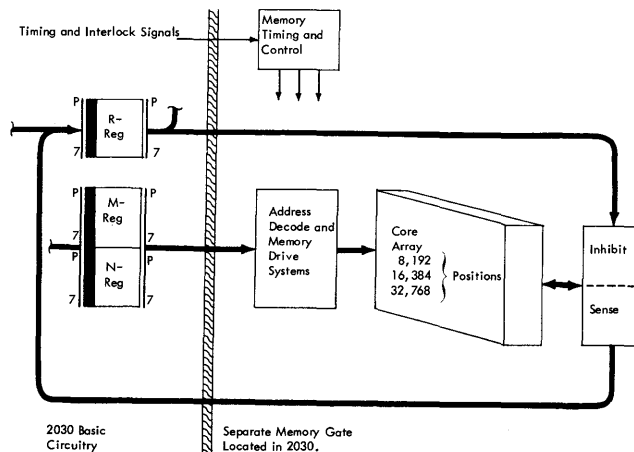 Timing and Interlock Signals
Memory
Timing and
Control
P
P
R-
Reg
7
7
P
P
M-
Reg
7
7
P
P
N-
Reg
7
7
Address
Decode and
Memory
Drive
Systems
Core
Array
8,192
16,384
32,768
Positions
Inhibit
Sense
2030 Basic
Circuitry
Separate Memory Gate
Located in 2030.